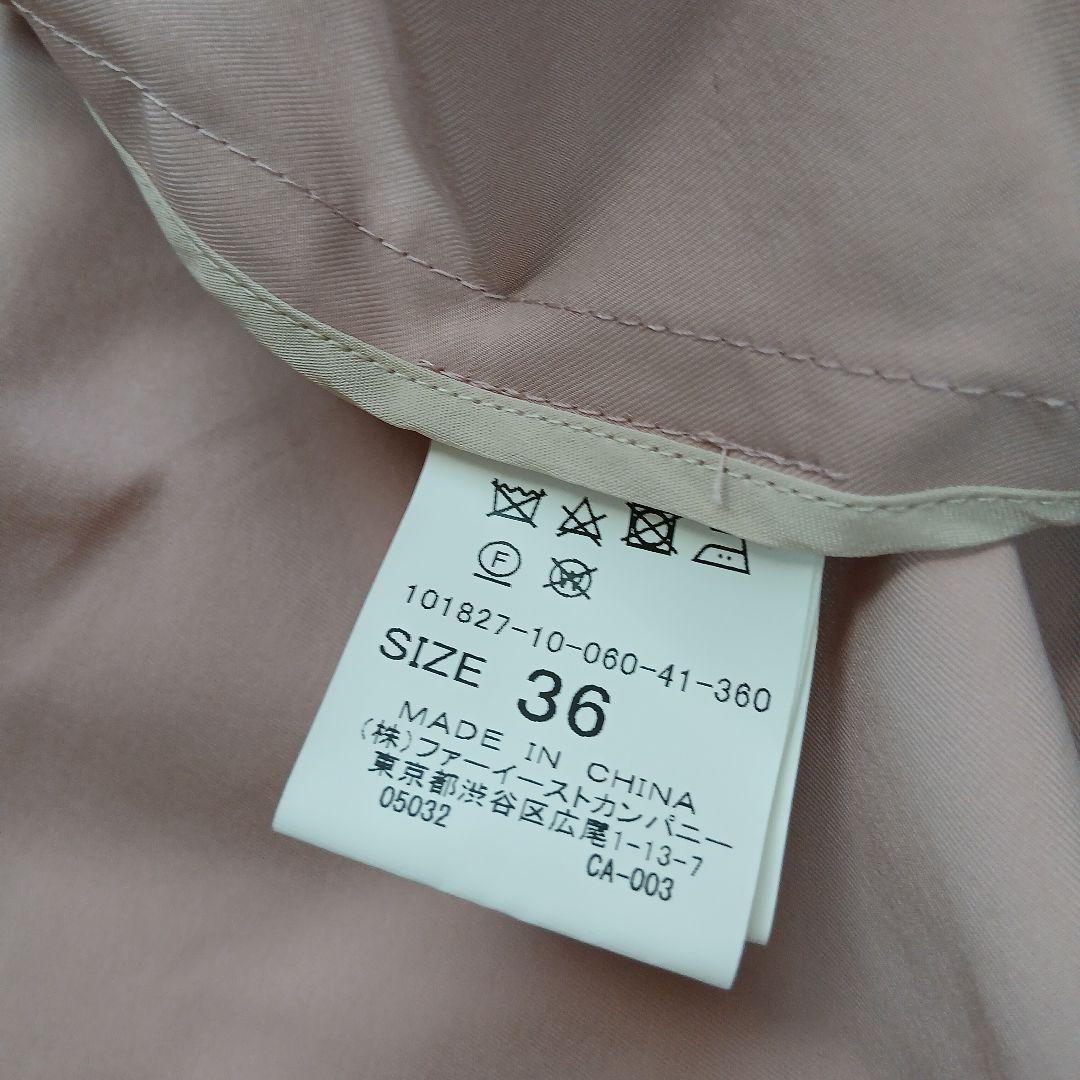 F
W
101827-10-060-41-360
SIZE 36
MADE IN CHINA
(株)ファーイーストカンパニー
東京都渋谷区広尾1-13-7
05032
CA-003